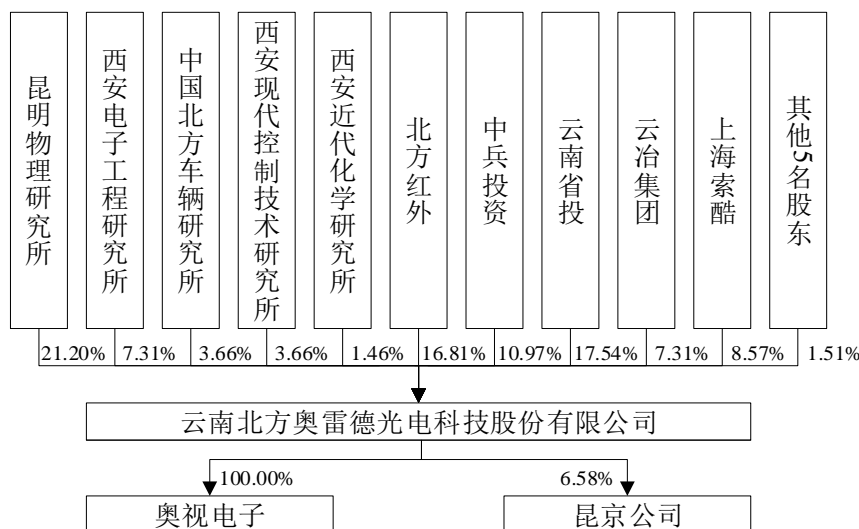 昆明物理研究所
西安电子工程研究所
中国北方车辆研究所
西安现代控制技术研究所
西安近代化学研究所
北方红外
中兵投资
云南省投
云冶集团
上海索酷
其他5名股东
21.20% 7.31% 3.66% 3.66% 1.46% 16.81% 10.97% 17.54% 7.31% 8.57% 1.51%
云南北方奥雷德光电科技股份有限公司
100.00% 6.58%
奥视电子 昆京公司